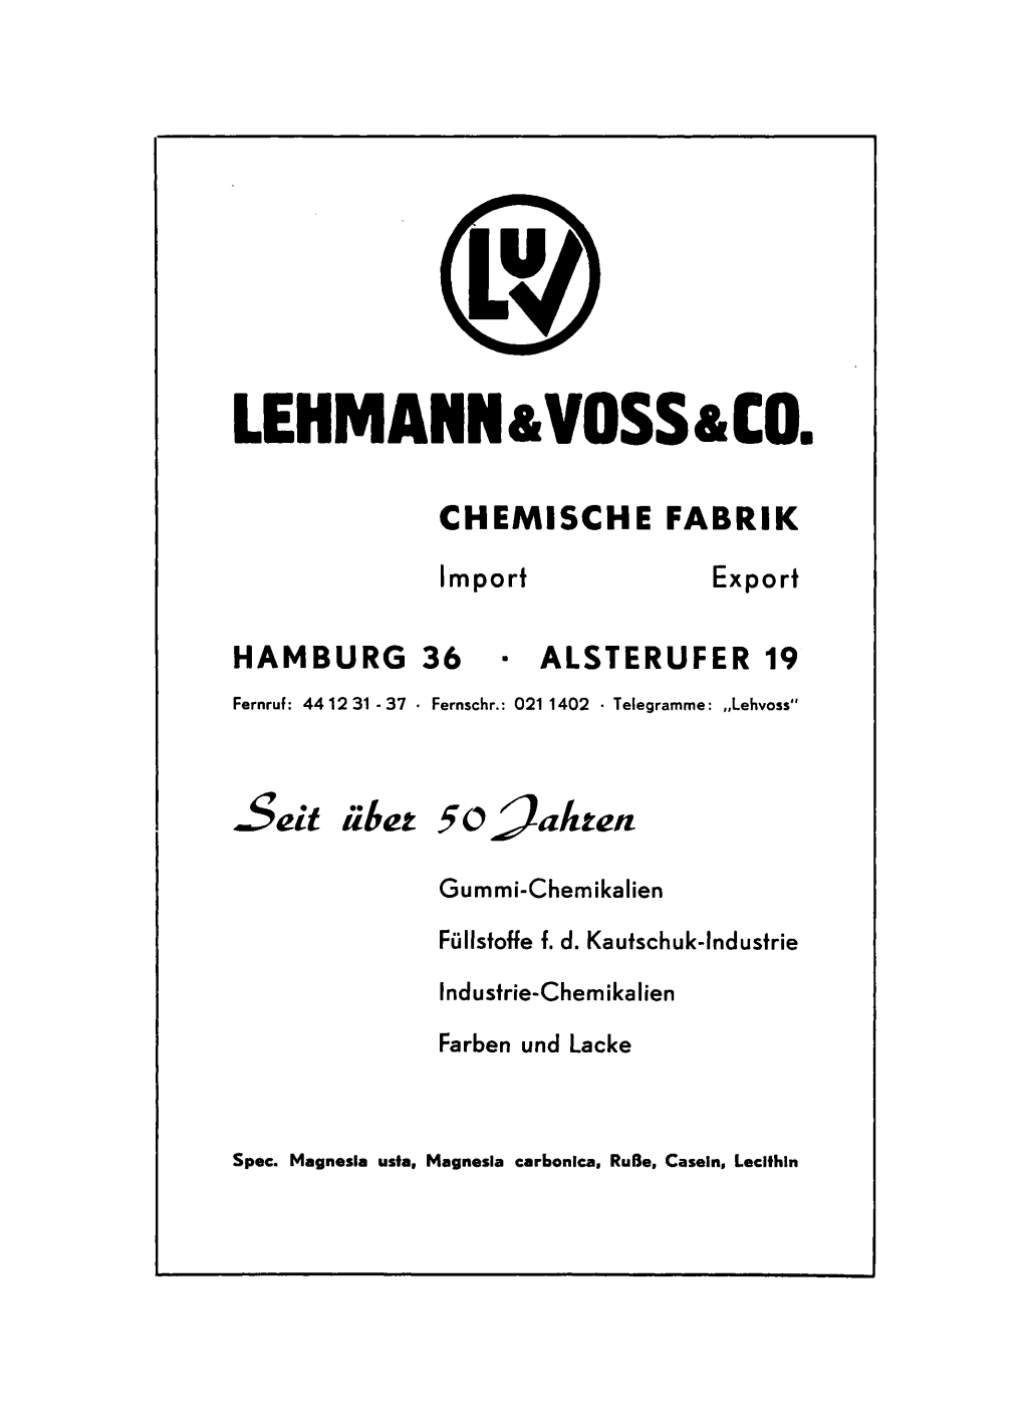 LuV
LEHMANN & VOSS & CO.
CHEMISCHE FABRIK
Import Export
HAMBURG 36 · ALSTERUFER 19
Fernruf: 44 12 31 - 37 · Fernschr.: 021 1402 · Telegramme: „Lehvoss"
Seit über 50 Jahren
Gummi-Chemikalien
Füllstoffe f. d. Kautschuk-Industrie
Industrie-Chemikalien
Farben und Lacke
Spec. Magnesia usta, Magnesia carbonica, Ruße, Casein, Lecithin